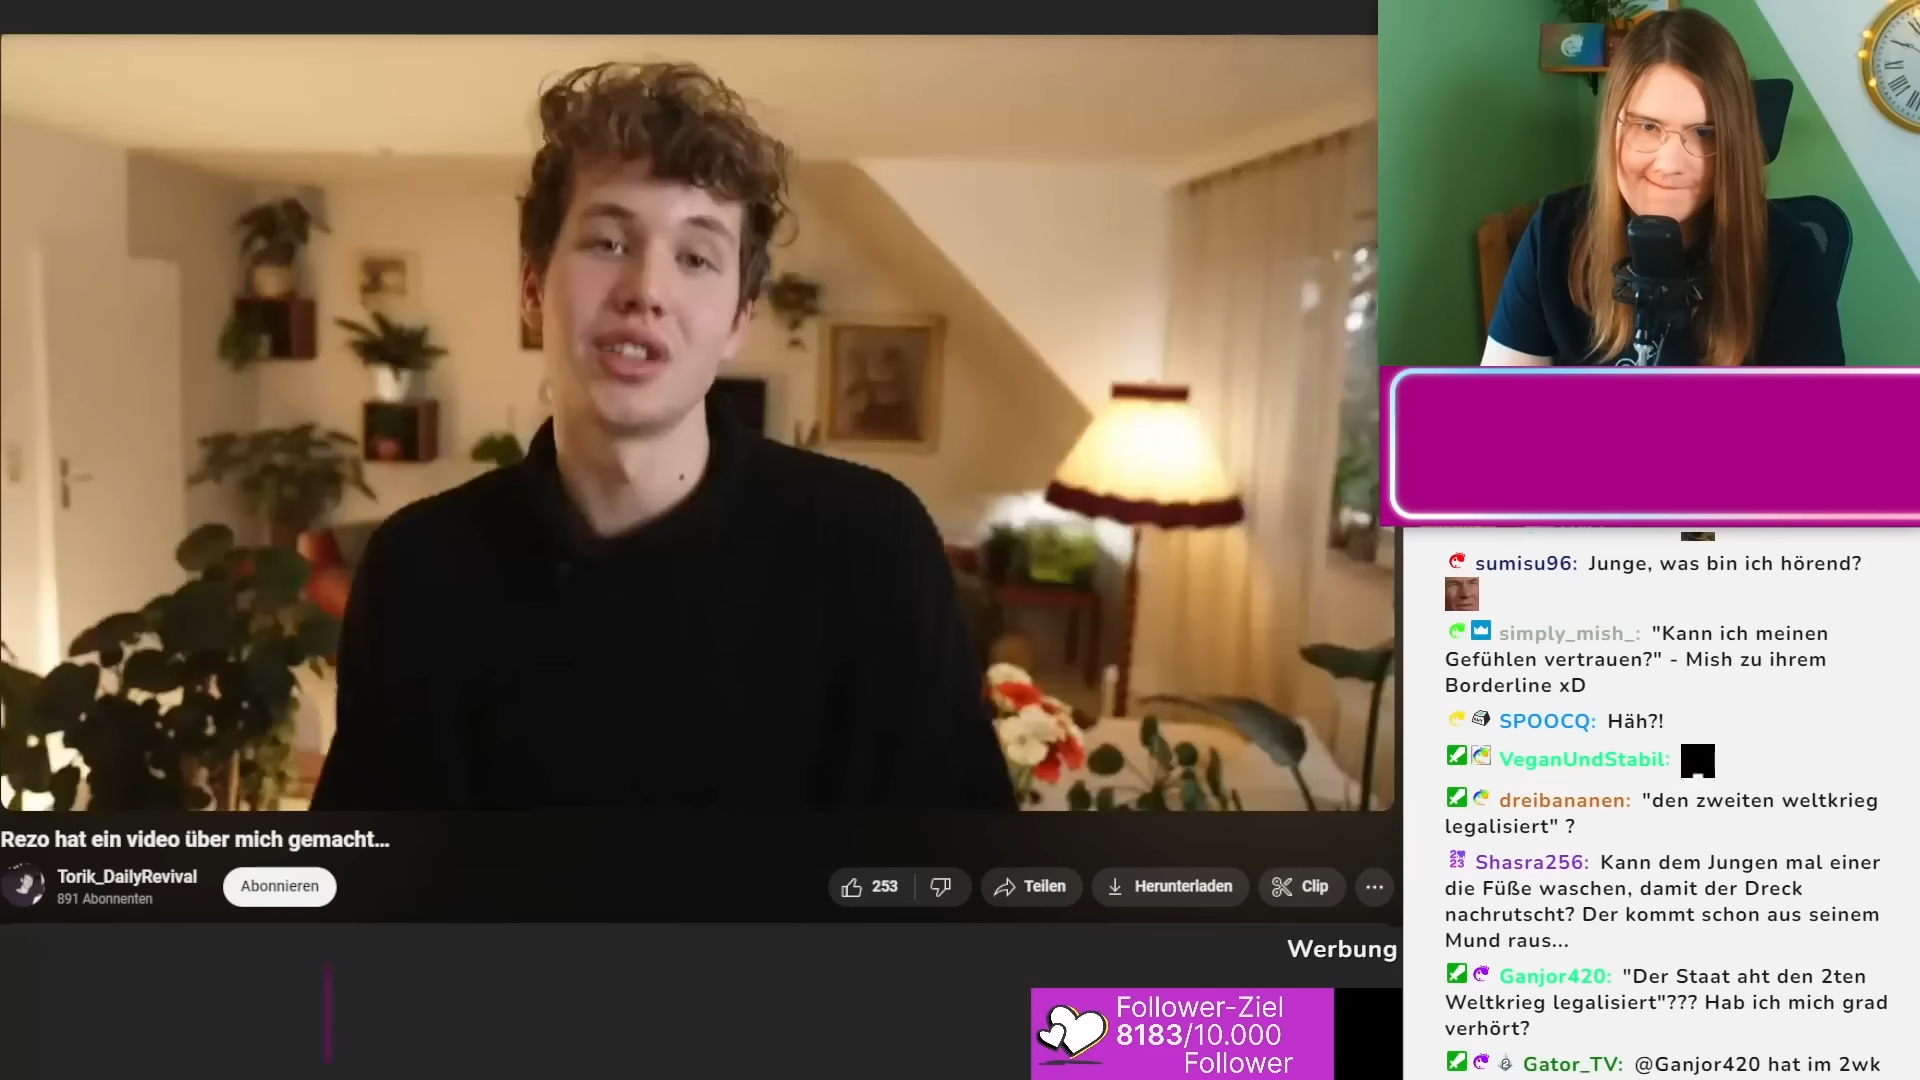 Rezo hat ein video über mich gemacht...
Torik_DailyRevival
891 Abonnenten
Abonnieren
253
Teilen
Herunterladen
Clip
Werbung
Follower-Ziel
8183/10.000
Follower
sumisu96: Junge, was bin ich hörend?
simply_mish_: "Kann ich meinen
Gefühlen vertrauen?" - Mish zu ihrem
Borderline xD
SPOOCQ: Häh?!
VeganUndStabil:
dreibananen: "den zweiten weltkrieg
legalisiert" ?
Shasra256: Kann dem Jungen mal einer
die Füße waschen, damit der Dreck
nachrutscht? Der kommt schon aus seinem
Mund raus...
Ganjor420: "Der Staat aht den 2ten
Weltkrieg legalisiert"??? Hab ich mich grad
verhört?
Gator_TV: @Ganjor420 hat im 2wk